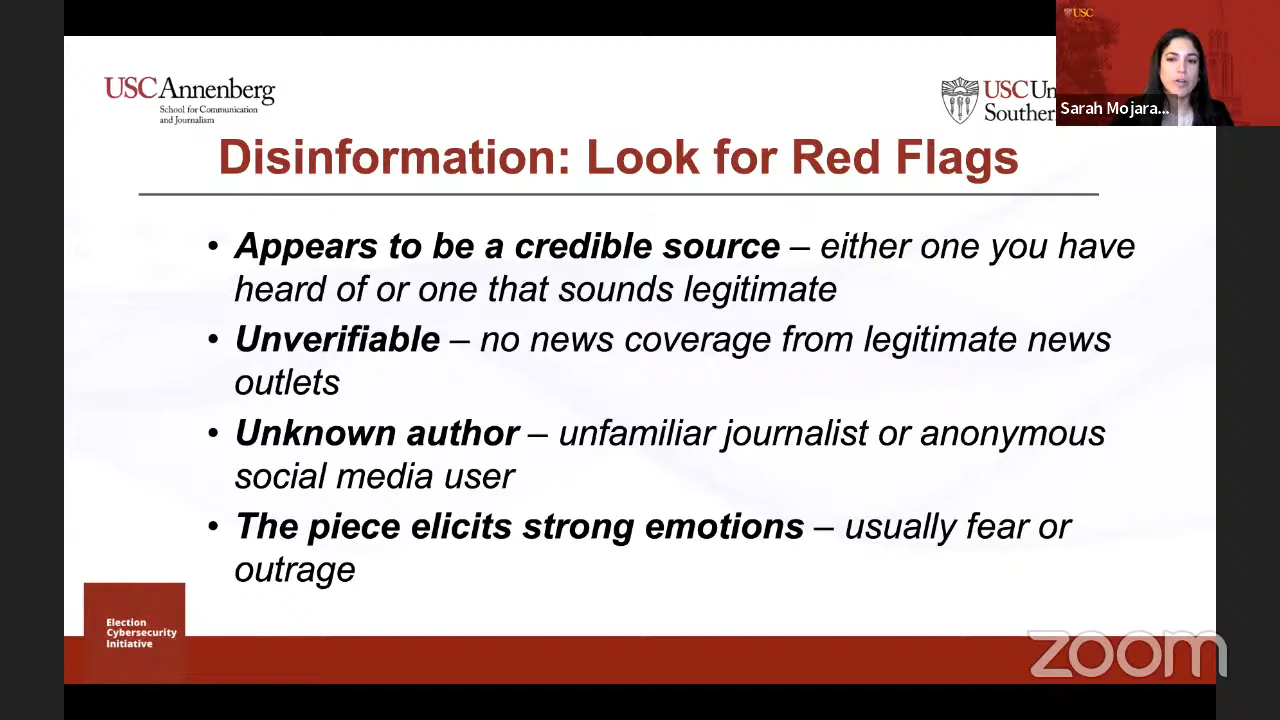 USC
USC Annenberg
School for Communication
and Journalism
USC Un
Southern
Sarah Mojara...
Disinformation: Look for Red Flags
• Appears to be a credible source – either one you have
heard of or one that sounds legitimate
• Unverifiable – no news coverage from legitimate news
outlets
• Unknown author – unfamiliar journalist or anonymous
social media user
• The piece elicits strong emotions – usually fear or
outrage
Election
Cybersecurity
Initiative
zoom